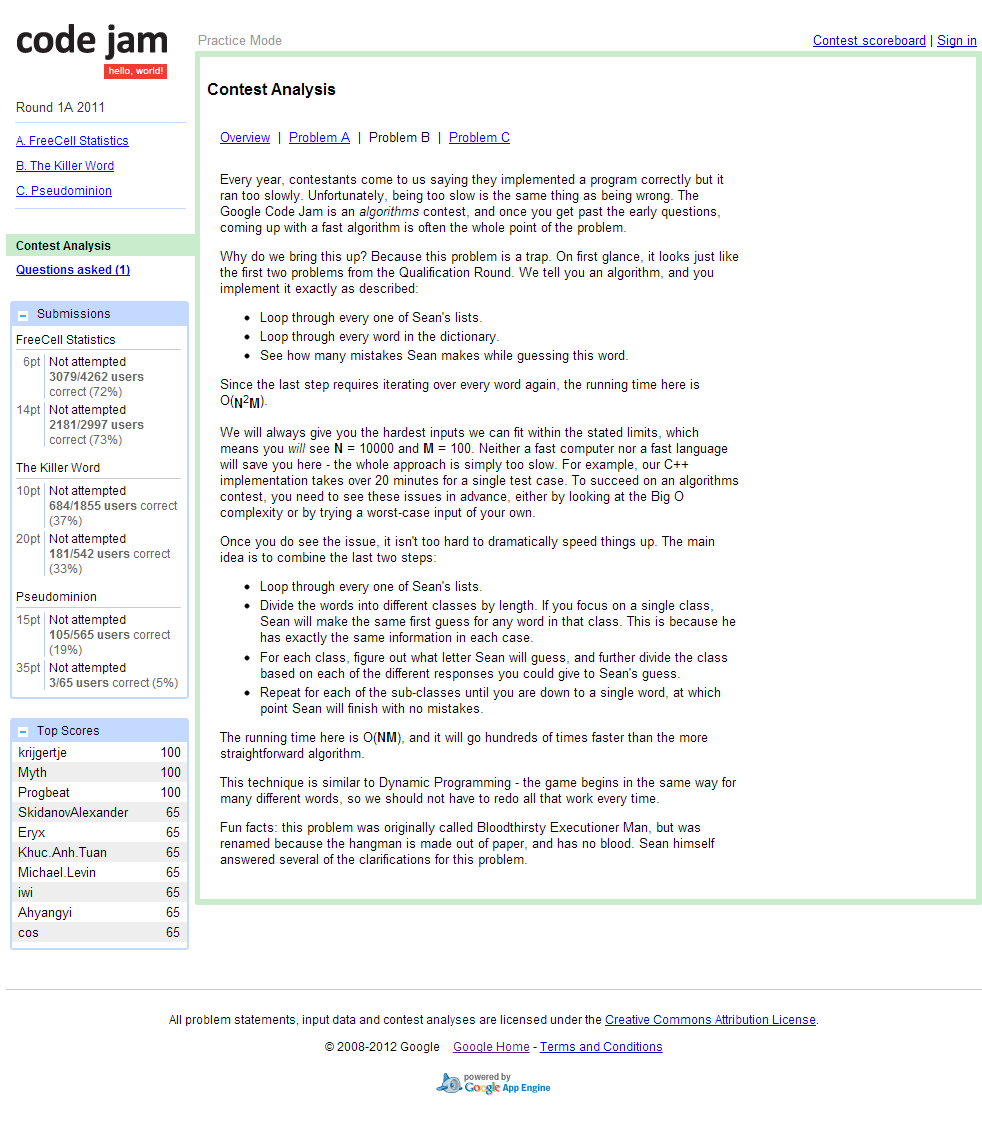 code jam
hello, world!
Practice Mode
Contest scoreboard | Sign in
Round 1A 2011
A. FreeCell Statistics
B. The Killer Word
C. Pseudominion
Contest Analysis
Questions asked (1)
Submissions
FreeCell Statistics
6pt Not attempted
3079/4262 users
correct (72%)
14pt Not attempted
2181/2997 users
correct (73%)
The Killer Word
10pt Not attempted
684/1855 users correct
(37%)
20pt Not attempted
181/542 users correct
(33%)
Pseudominion
15pt Not attempted
105/565 users correct
(19%)
35pt Not attempted
3/65 users correct (5%)
Top Scores
krijgertje 100
Myth 100
Progbeat 100
SkidanovAlexander 65
Eryx 65
Khuc.Anh.Tuan 65
Michael.Levin 65
iwi 65
Ahyangyi 65
cos 65
Contest Analysis
Overview | Problem A | Problem B | Problem C
Every year, contestants come to us saying they implemented a program correctly but it
ran too slowly. Unfortunately, being too slow is the same thing as being wrong. The
Google Code Jam is an algorithms contest, and once you get past the early questions,
coming up with a fast algorithm is often the whole point of the problem.
Why do we bring this up? Because this problem is a trap. On first glance, it looks just like
the first two problems from the Qualification Round. We tell you an algorithm, and you
implement it exactly as described:
• Loop through every one of Sean's lists.
• Loop through every word in the dictionary.
• See how many mistakes Sean makes while guessing this word.
Since the last step requires iterating over every word again, the running time here is
O(N²M).
We will always give you the hardest inputs we can fit within the stated limits, which
means you will see N = 10000 and M = 100. Neither a fast computer nor a fast language
will save you here - the whole approach is simply too slow. For example, our C++
implementation takes over 20 minutes for a single test case. To succeed on an algorithms
contest, you need to see these issues in advance, either by looking at the Big O
complexity or by trying a worst-case input of your own.
Once you do see the issue, it isn't too hard to dramatically speed things up. The main
idea is to combine the last two steps:
• Loop through every one of Sean's lists.
• Divide the words into different classes by length. If you focus on a single class,
Sean will make the same first guess for any word in that class. This is because he
has exactly the same information in each case.
• For each class, figure out what letter Sean will guess, and further divide the class
based on each of the different responses you could give to Sean's guess.
• Repeat for each of the sub-classes until you are down to a single word, at which
point Sean will finish with no mistakes.
The running time here is O(NM), and it will go hundreds of times faster than the more
straightforward algorithm.
This technique is similar to Dynamic Programming - the game begins in the same way for
many different words, so we should not have to redo all that work every time.
Fun facts: this problem was originally called Bloodthirsty Executioner Man, but was
renamed because the hangman is made out of paper, and has no blood. Sean himself
answered several of the clarifications for this problem.
All problem statements, input data and contest analyses are licensed under the Creative Commons Attribution License.
© 2008-2012 Google Google Home - Terms and Conditions
powered by
Google App Engine